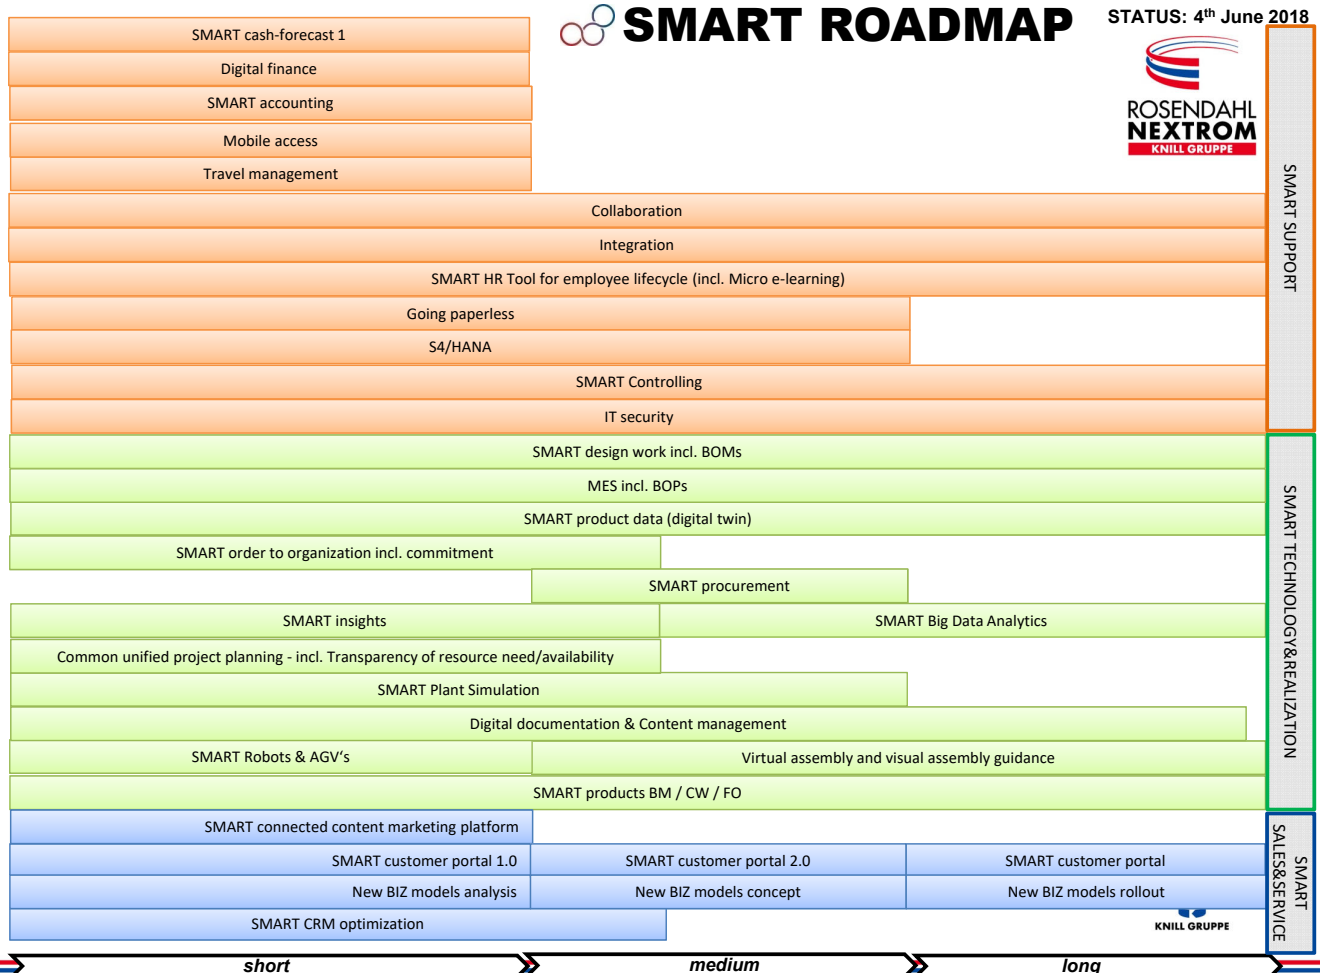 SMART ROADMAP
STATUS: 4th June 2018
ROSENDAHL
NEXTROM
KNILL GRUPPE
SMART cash-forecast 1
Digital finance
SMART accounting
Mobile access
Travel management
Collaboration
Integration
SMART HR Tool for employee lifecycle (incl. Micro e-learning)
Going paperless
S4/HANA
SMART Controlling
IT security
SMART SUPPORT
SMART design work incl. BOMs
MES incl. BOPs
SMART product data (digital twin)
SMART order to organization incl. commitment
SMART procurement
SMART insights
SMART Big Data Analytics
Common unified project planning - incl. Transparency of resource need/availability
SMART Plant Simulation
Digital documentation & Content management
SMART Robots & AGV‘s
Virtual assembly and visual assembly guidance
SMART products BM / CW / FO
SMART TECHNOLOGY&REALIZATION
SMART connected content marketing platform
SMART customer portal 1.0
SMART customer portal 2.0
SMART customer portal
New BIZ models analysis
New BIZ models concept
New BIZ models rollout
SMART CRM optimization
KNILL GRUPPE
SMART
SALES&SERVICE
short
medium
long